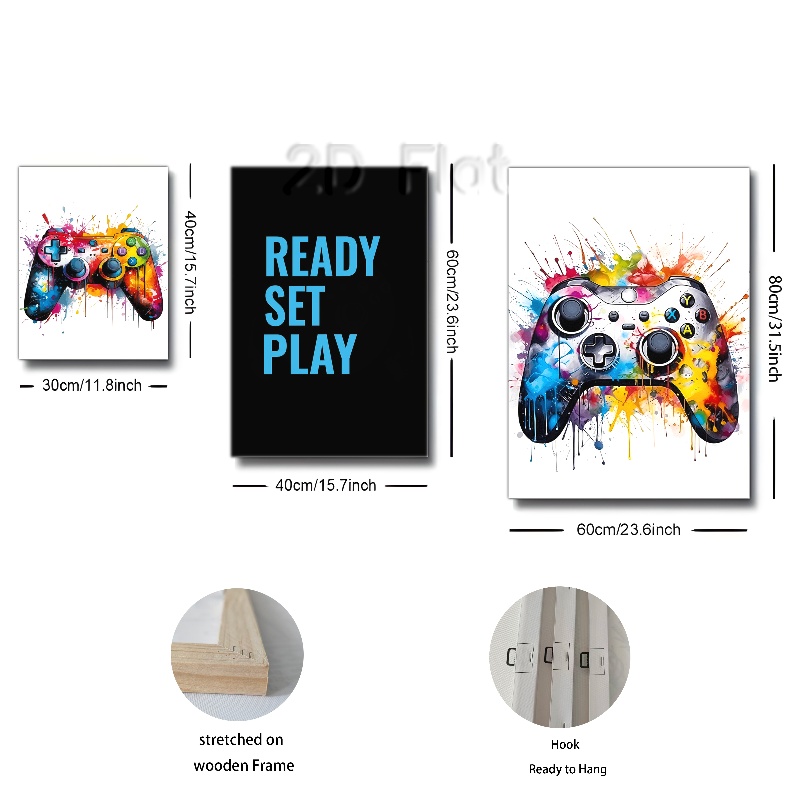 2D Flat
READY
SET
PLAY
Y
X
B
A
40cm/15.7inch
60cm/23.6inch
80cm/31.5inch
30cm/11.8inch
40cm/15.7inch
60cm/23.6inch
stretched on
wooden Frame
Hook
Ready to Hang